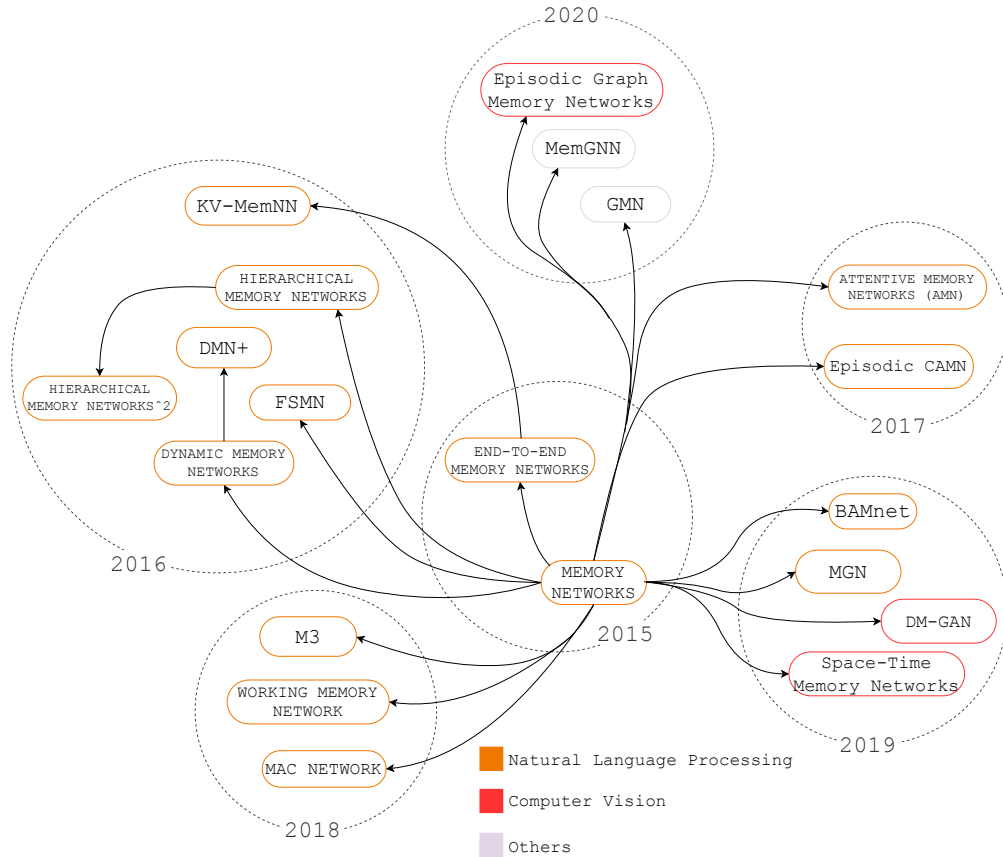 2020
Episodic Graph
Memory Networks
MemGNN
GMN
KV-MemNN
HIERARCHICAL
MEMORY NETWORKS
DMN+
HIERARCHICAL
MEMORY NETWORKS^2
FSMN
DYNAMIC MEMORY
NETWORKS
2016
END-TO-END
MEMORY NETWORKS
MEMORY
NETWORKS
2015
ATTENTIVE MEMORY
NETWORKS (AMN)
Episodic CAMN
2017
BAMnet
MGN
DM-GAN
Space-Time
Memory Networks
2019
M3
WORKING MEMORY
NETWORK
MAC NETWORK
2018
Natural Language Processing
Computer Vision
Others